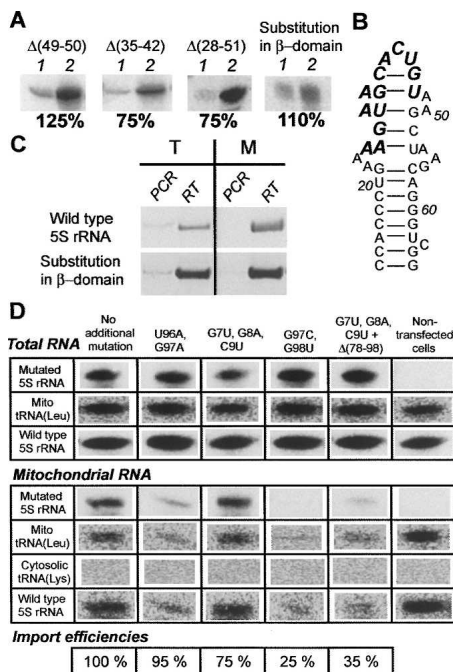 A
Δ(49-50)
Δ(35-42)
Δ(28-51)
Substitution
in β–domain
1 2
1 2
1 2
1 2
125%
75%
75%
110%
B
C
T
M
PCR
RT
PCR
RT
Wild type
5S rRNA
Substitution
in β–domain
20
50
60
D
No
additional
mutation
U96A,
G97A
G7U, G8A,
C9U
G97C,
G98U
G7U, G8A,
C9U +
Δ(78-98)
Non-
transfected
cells
Total RNA
Mutated
5S rRNA
Mito
tRNA(Leu)
Wild type
5S rRNA
Mitochondrial RNA
Mutated
5S rRNA
Mito
tRNA(Leu)
Cytosolic
tRNA(Lys)
Wild type
5S rRNA
Import efficiencies
100 % 95 % 75 % 25 % 35 %